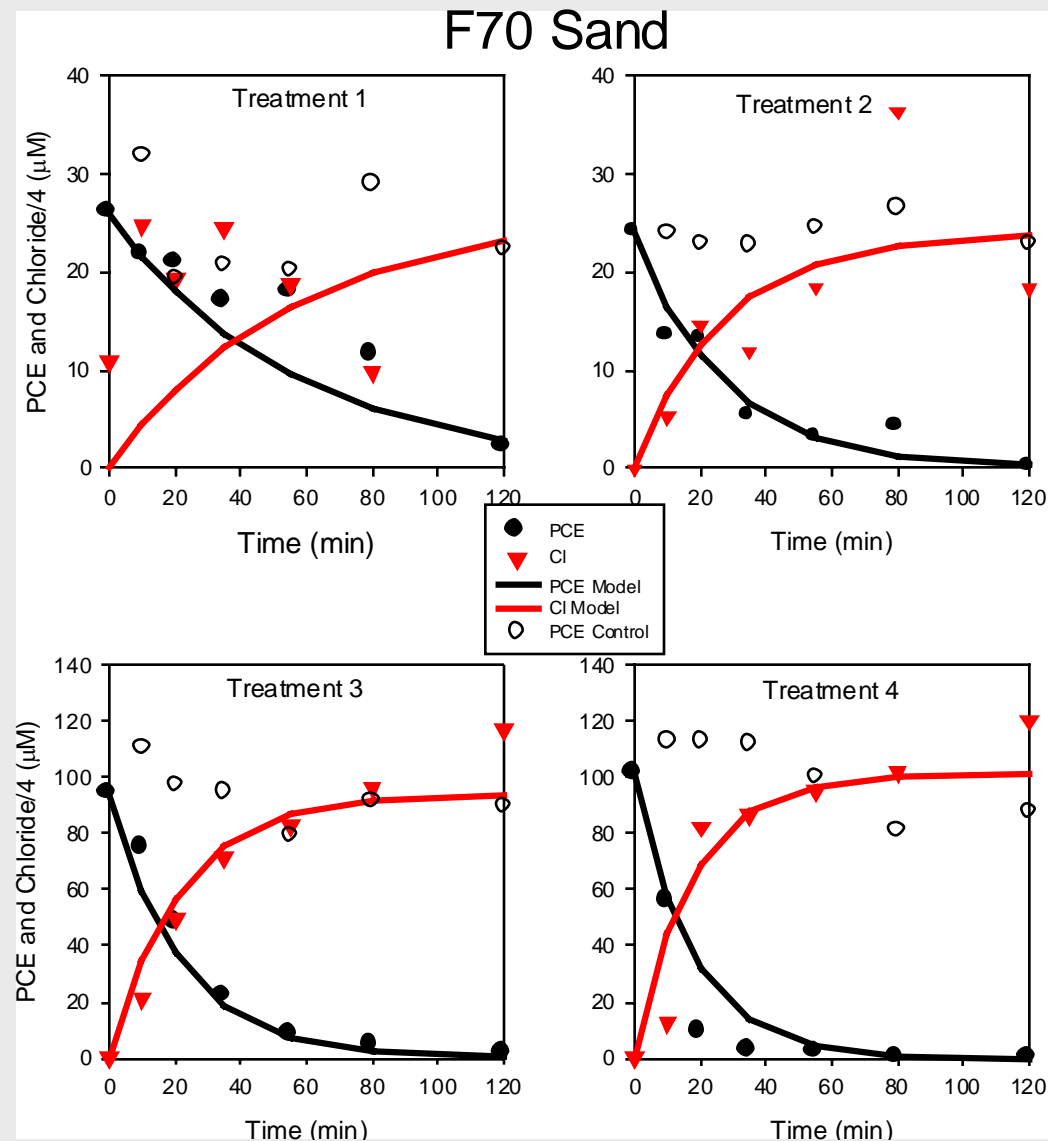 F70 Sand
PCE and Chloride/4 (μM)
Treatment 1
40
30
20
10
0
0 20 40 60 80 100 120
Time (min)
Treatment 2
40
30
20
10
0
0 20 40 60 80 100 120
Time (min)
PCE
Cl
PCE Model
Cl Model
PCE Control
PCE and Chloride/4 (μM)
Treatment 3
140
120
100
80
60
40
20
0
0 20 40 60 80 100 120
Time (min)
Treatment 4
140
120
100
80
60
40
20
0
0 20 40 60 80 100 120
Time (min)